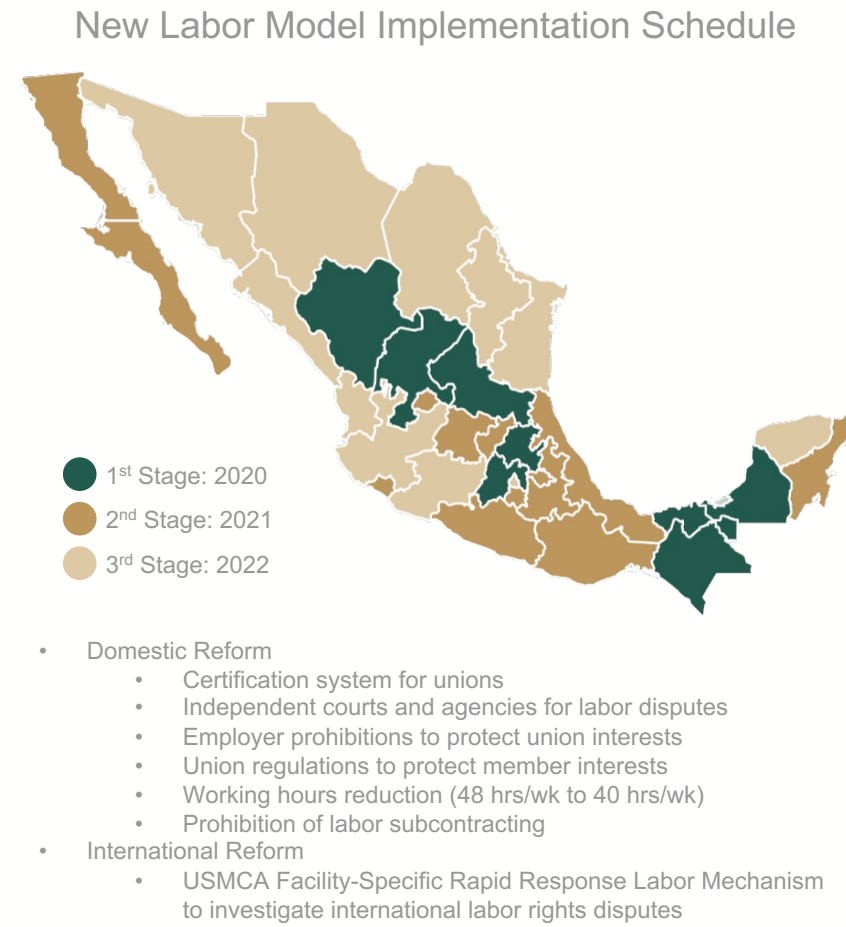 New Labor Model Implementation Schedule
1st Stage: 2020
2nd Stage: 2021
3rd Stage: 2022
• Domestic Reform
• Certification system for unions
• Independent courts and agencies for labor disputes
• Employer prohibitions to protect union interests
• Union regulations to protect member interests
• Working hours reduction (48 hrs/wk to 40 hrs/wk)
• Prohibition of labor subcontracting
• International Reform
• USMCA Facility-Specific Rapid Response Labor Mechanism
to investigate international labor rights disputes